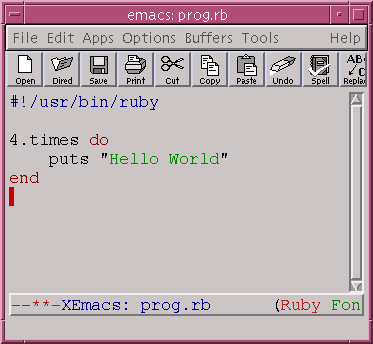 emacs: prog.rb
File Edit Apps Options Buffers Tools Help
Open Dired Save Print Cut Copy Paste Undo Spell Replac
#!/usr/bin/ruby
4.times do
    puts "Hello World"
end
--**-XEmacs: prog.rb (Ruby Fon